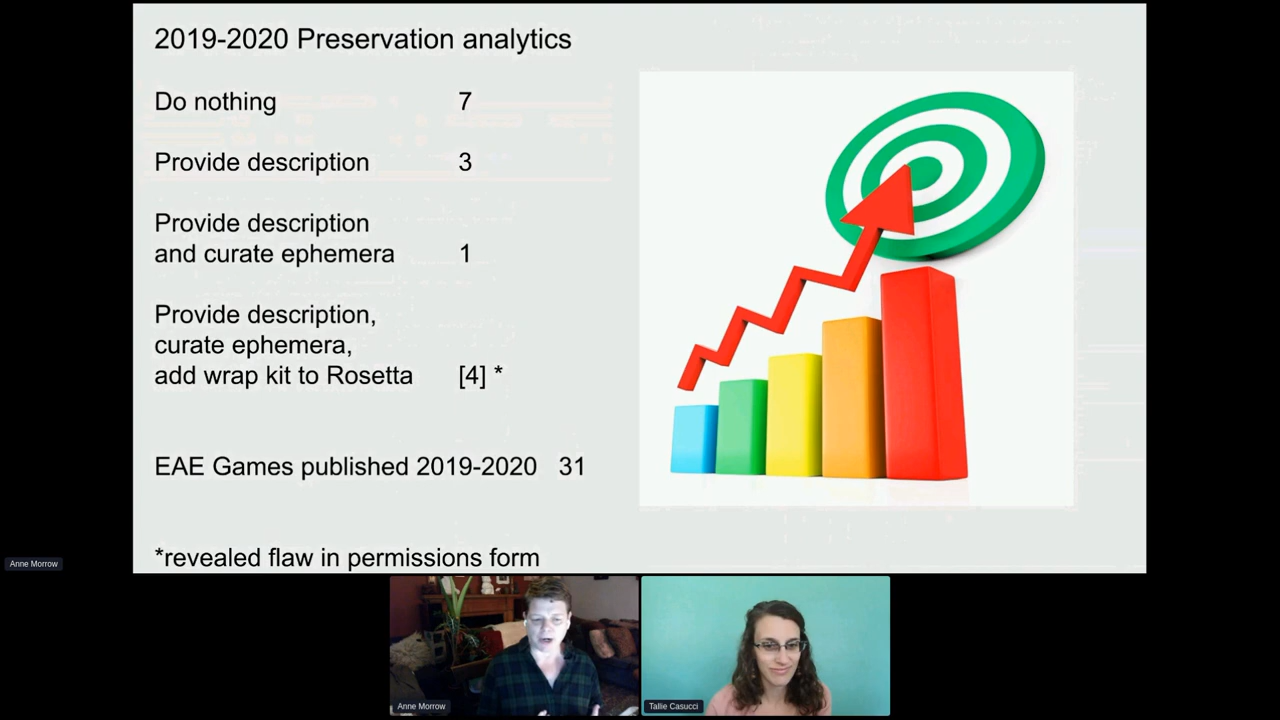 2019-2020 Preservation analytics
Do nothing 7
Provide description 3
Provide description
and curate ephemera 1
Provide description,
curate ephemera,
add wrap kit to Rosetta [4] *
EAE Games published 2019-2020 31
*revealed flaw in permissions form
Anne Morrow
Anne Morrow
Tallie Casucci